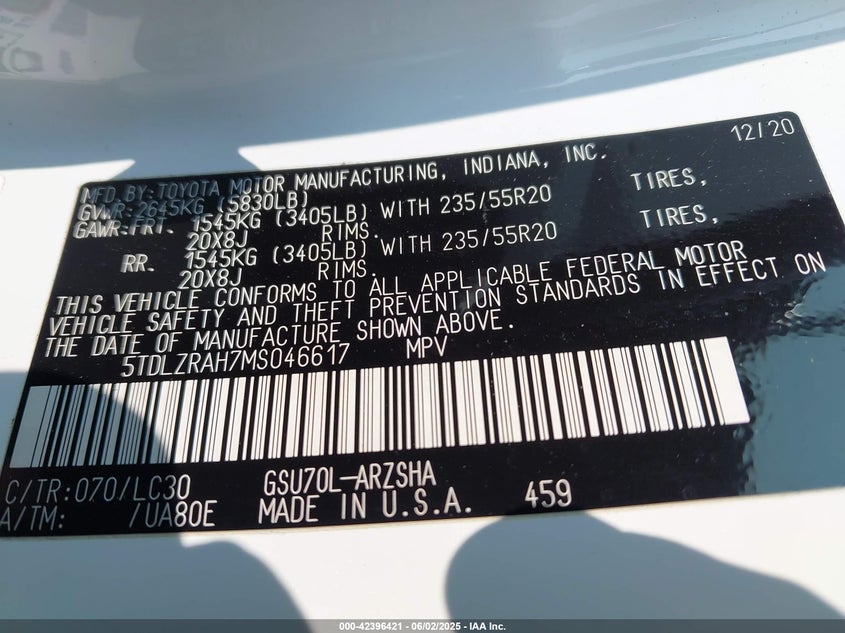 12/20
MFD.BY:TOYOTA MOTOR MANUFACTURING, INDIANA, INC.
GVWR:2645KG (5830LB)
GAWR:FRT. 1545KG (3405LB) WITH 235/55R20 TIRES,
20X8J RIMS.
RR. 1545KG (3405LB) WITH 235/55R20 TIRES,
20X8J RIMS.
THIS VEHICLE CONFORMS TO ALL APPLICABLE FEDERAL MOTOR
VEHICLE SAFETY AND THEFT PREVENTION STANDARDS IN EFFECT ON
THE DATE OF MANUFACTURE SHOWN ABOVE.
5TDLZRAH7MS046617 MPV
C/TR:070/LC30 GSU70L-ARZSHA
A/TM: /UA80E MADE IN U.S.A. 459
000-42396421 - 06/02/2025 - IAA Inc.